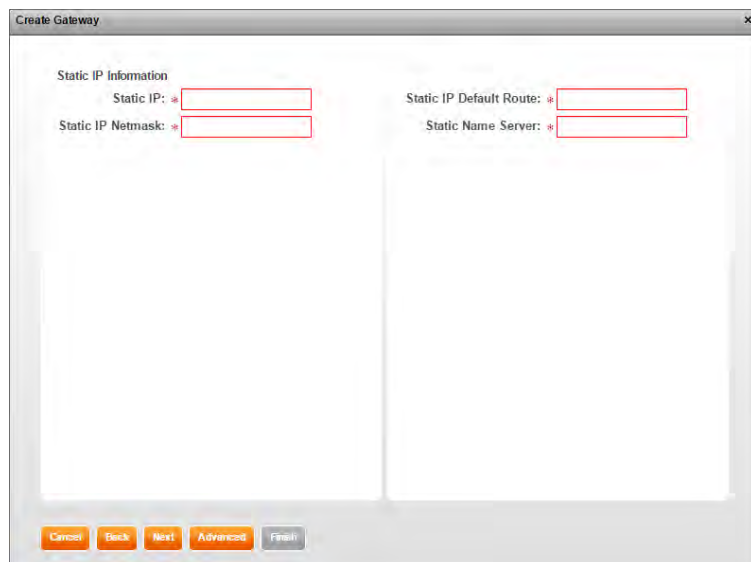 Create Gateway ×
Static IP Information
Static IP: * Static IP Default Route: *
Static IP Netmask: * Static Name Server: *
Cancel Back Next Advanced Finish